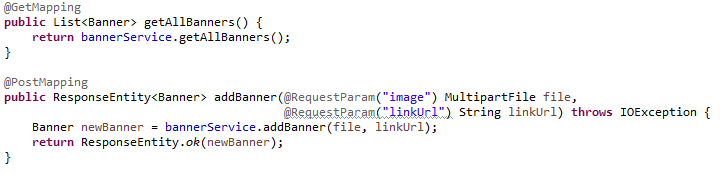 @GetMapping
public List<Banner> getAllBanners() {
    return bannerService.getAllBanners();
}

@PostMapping
public ResponseEntity<Banner> addBanner(@RequestParam("image") MultipartFile file,
                                        @RequestParam("linkUrl") String linkUrl) throws IOException {
    Banner newBanner = bannerService.addBanner(file, linkUrl);
    return ResponseEntity.ok(newBanner);
}